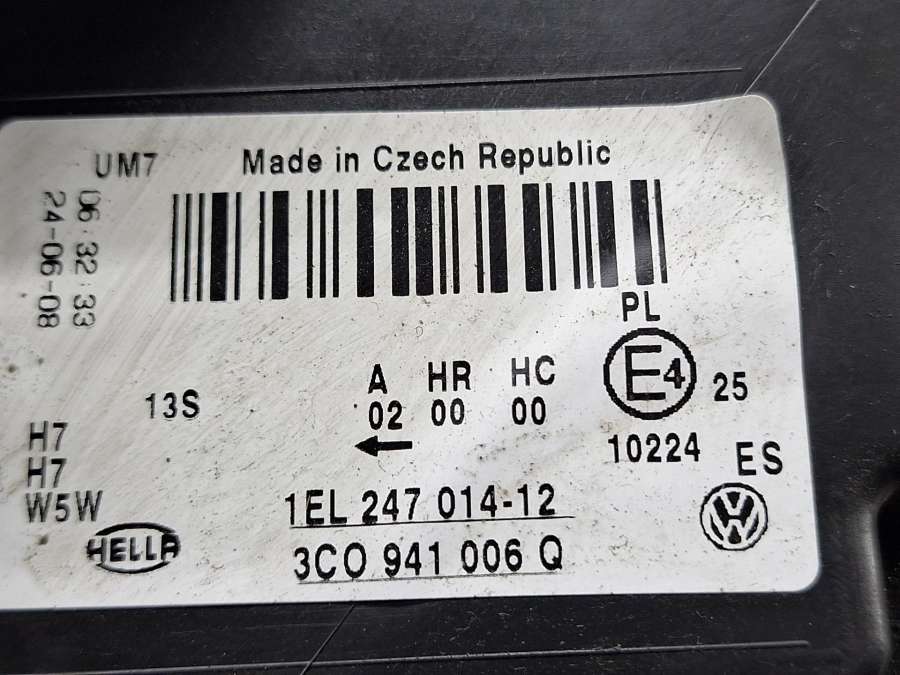 UM7
Made in Czech Republic
06:32:33
24-06-08
PL
E4
25
A HR HC
02 00 00
13S
10224
ES
H7
H7
W5W
1EL 247 014-12
HELLA
3C0 941 006 Q
VW